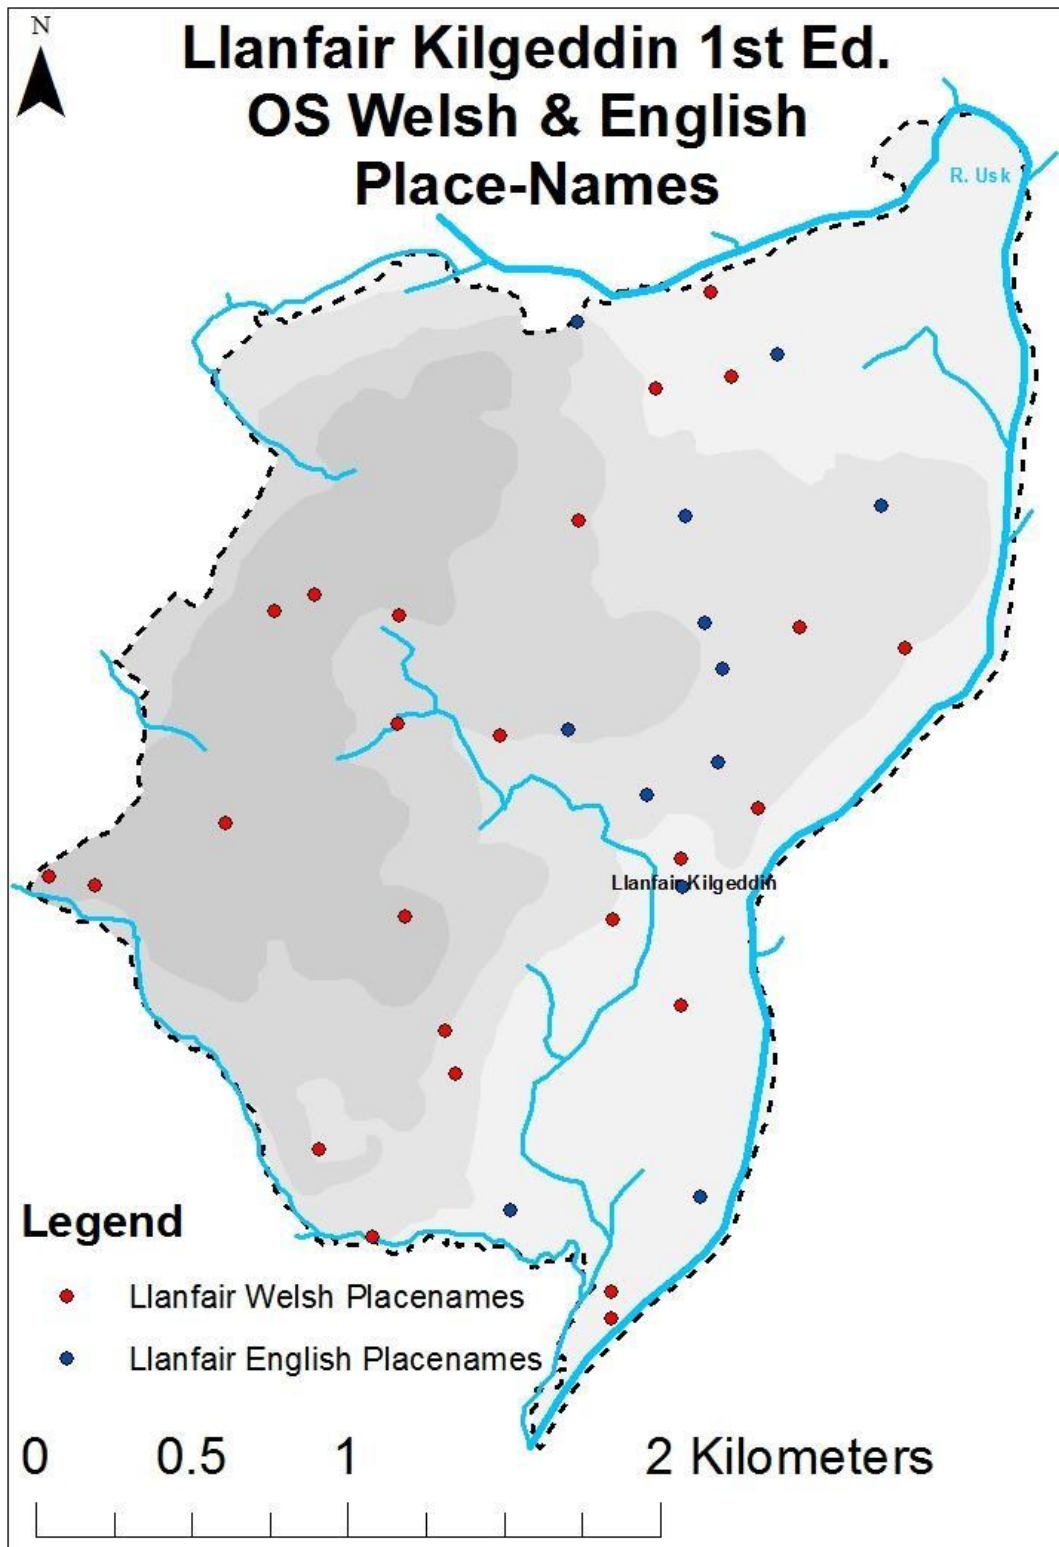 N
Llanfair Kilgeddin 1st Ed.
OS Welsh & English
Place-Names
R. Usk
Llanfair Kilgeddin
Legend
Llanfair Welsh Placenames
Llanfair English Placenames
0 0.5 1 2 Kilometers